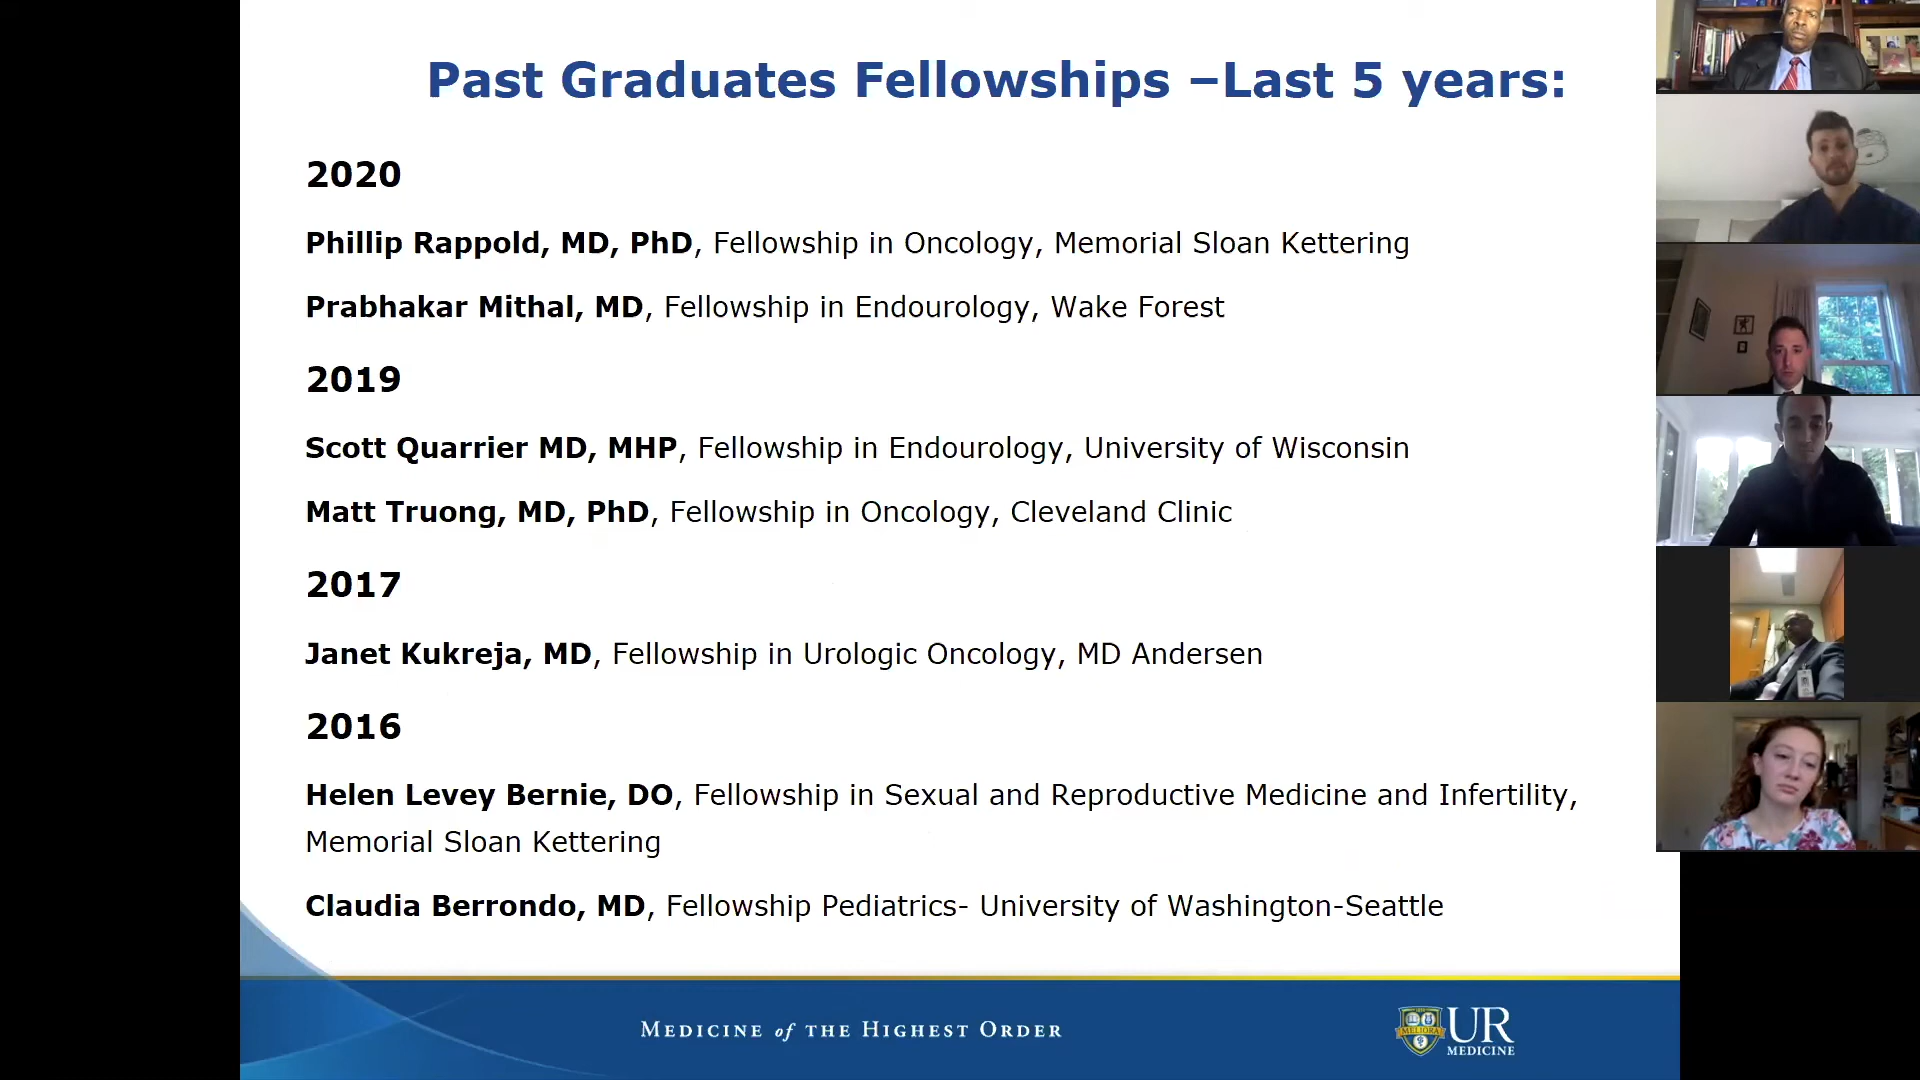 Past Graduates Fellowships –Last 5 years:
2020
Phillip Rappold, MD, PhD, Fellowship in Oncology, Memorial Sloan Kettering
Prabhakar Mithal, MD, Fellowship in Endourology, Wake Forest
2019
Scott Quarrier MD, MHP, Fellowship in Endourology, University of Wisconsin
Matt Truong, MD, PhD, Fellowship in Oncology, Cleveland Clinic
2017
Janet Kukreja, MD, Fellowship in Urologic Oncology, MD Andersen
2016
Helen Levey Bernie, DO, Fellowship in Sexual and Reproductive Medicine and Infertility,
Memorial Sloan Kettering
Claudia Berrondo, MD, Fellowship Pediatrics- University of Washington-Seattle
MEDICINE of THE HIGHEST ORDER
MELIORA
UR
MEDICINE